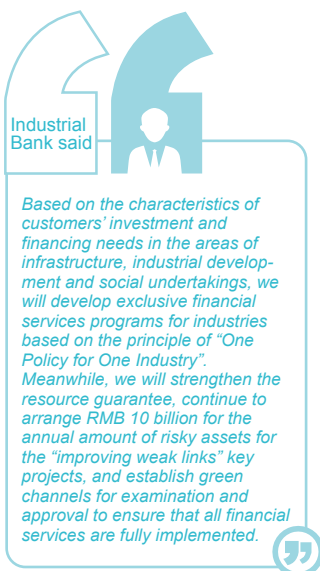 Industrial
Bank said
Based on the characteristics of
customers’ investment and
financing needs in the areas of
infrastructure, industrial develop-
ment and social undertakings, we
will develop exclusive financial
services programs for industries
based on the principle of “One
Policy for One Industry”.
Meanwhile, we will strengthen the
resource guarantee, continue to
arrange RMB 10 billion for the
annual amount of risky assets for
the “improving weak links” key
projects, and establish green
channels for examination and
approval to ensure that all financial
services are fully implemented.